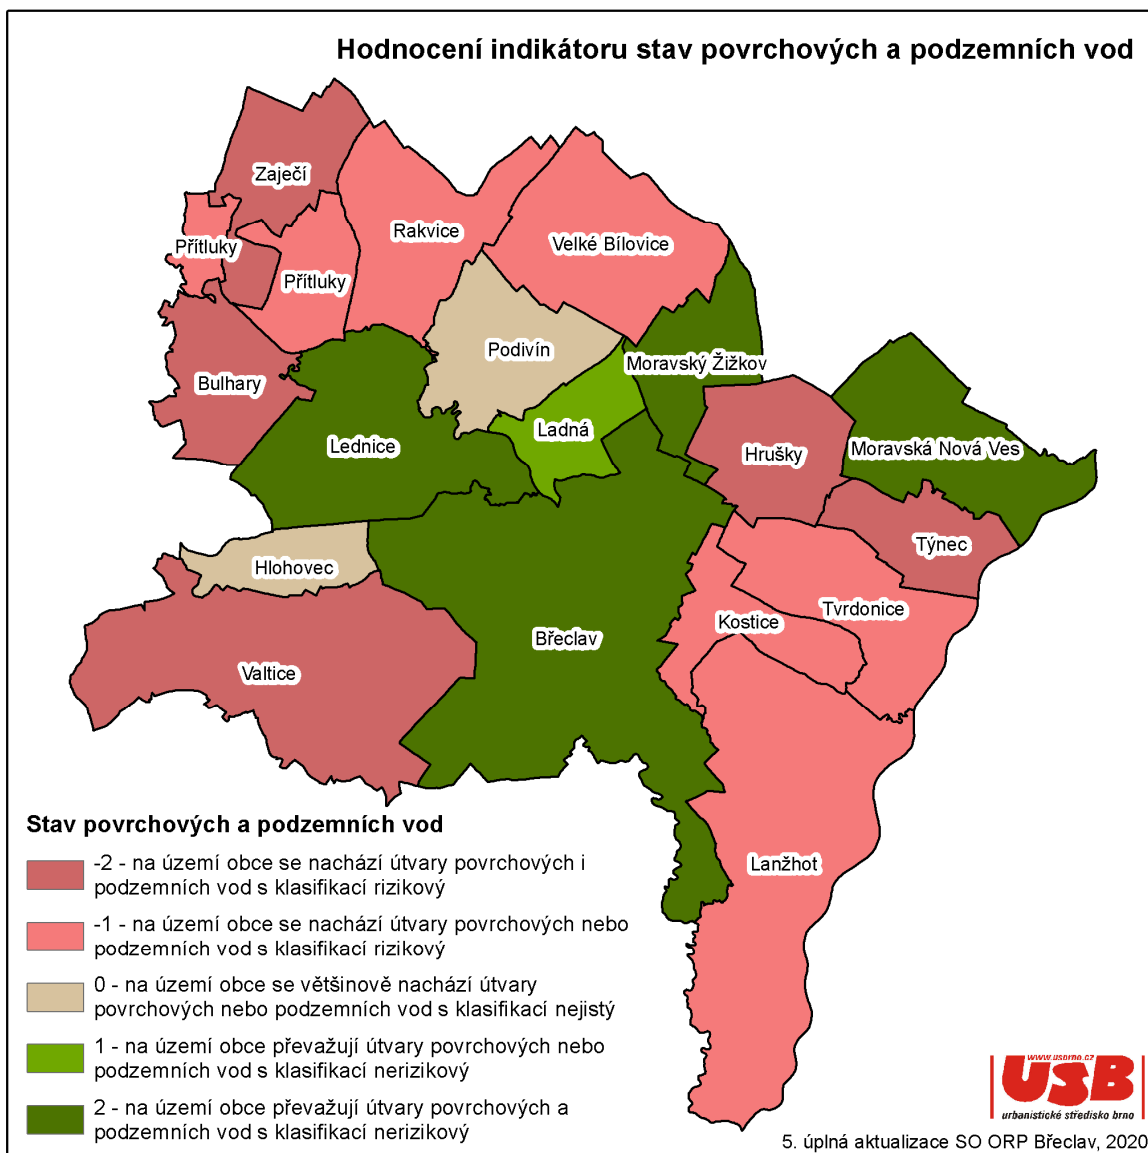 Hodnocení indikátoru stav povrchových a podzemních vod
Zaječí
Přítluky
Rakvice
Velké Bílovice
Přítluky
Podivín
Moravský Žižkov
Bulhary
Ladná
Lednice
Hrušky
Moravská Nová Ves
Týnec
Hlohovec
Tvrdonice
Kostice
Břeclav
Valtice
Lanžhot
Stav povrchových a podzemních vod
-2 - na území obce se nachází útvary povrchových i
podzemních vod s klasifikací rizikový
-1 - na území obce se nachází útvary povrchových nebo
podzemních vod s klasifikací rizikový
0 - na území obce se většinově nachází útvary
povrchových nebo podzemních vod s klasifikací nejistý
1 - na území obce převažují útvary povrchových nebo
podzemních vod s klasifikací nerizikový
2 - na území obce převažují útvary povrchových a
podzemních vod s klasifikací nerizikový
www.usbrno.cz
USB
urbanistické středisko brno
5. úplná aktualizace SO ORP Břeclav, 2020